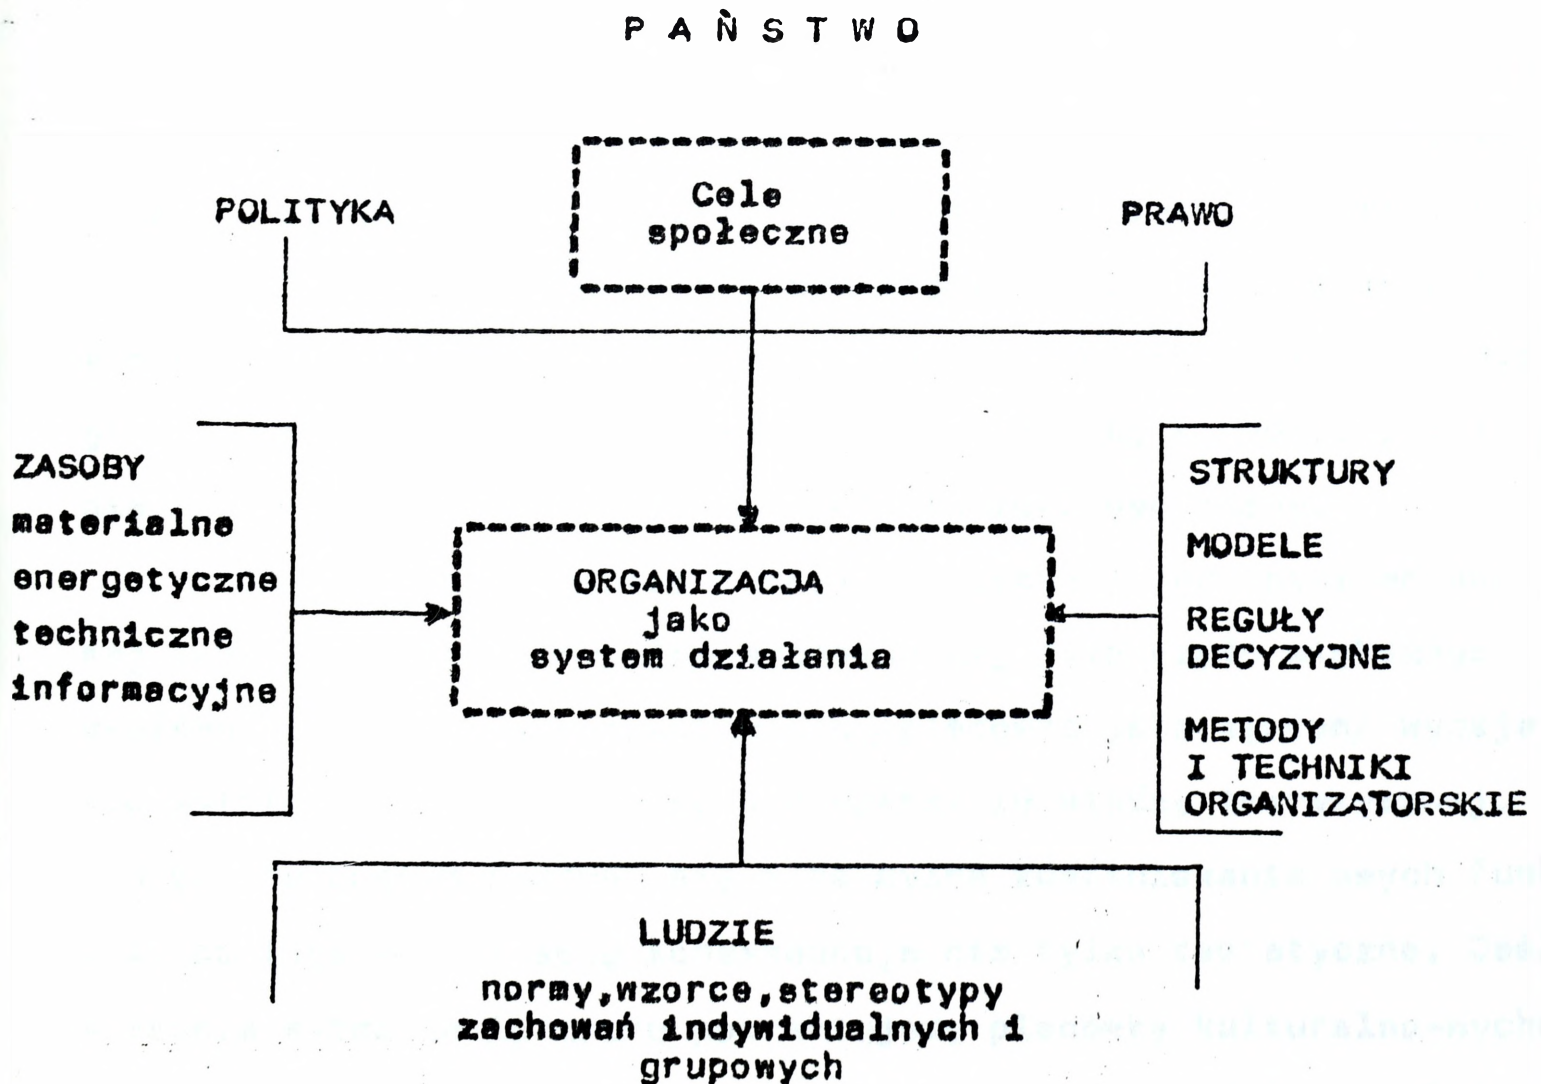 PAŃSTWO
Cele
społeczne
POLITYKA
PRAWO
ZASOBY
materialne
energetyczne
techniczne
informacyjne
ORGANIZACJA
jako
system działania
STRUKTURY
MODELE
REGUŁY
DECYZYJNE
METODY
I TECHNIKI
ORGANIZATORSKIE
LUDZIE
normy,wzorce,stereotypy
zachowań indywidualnych i
grupowych